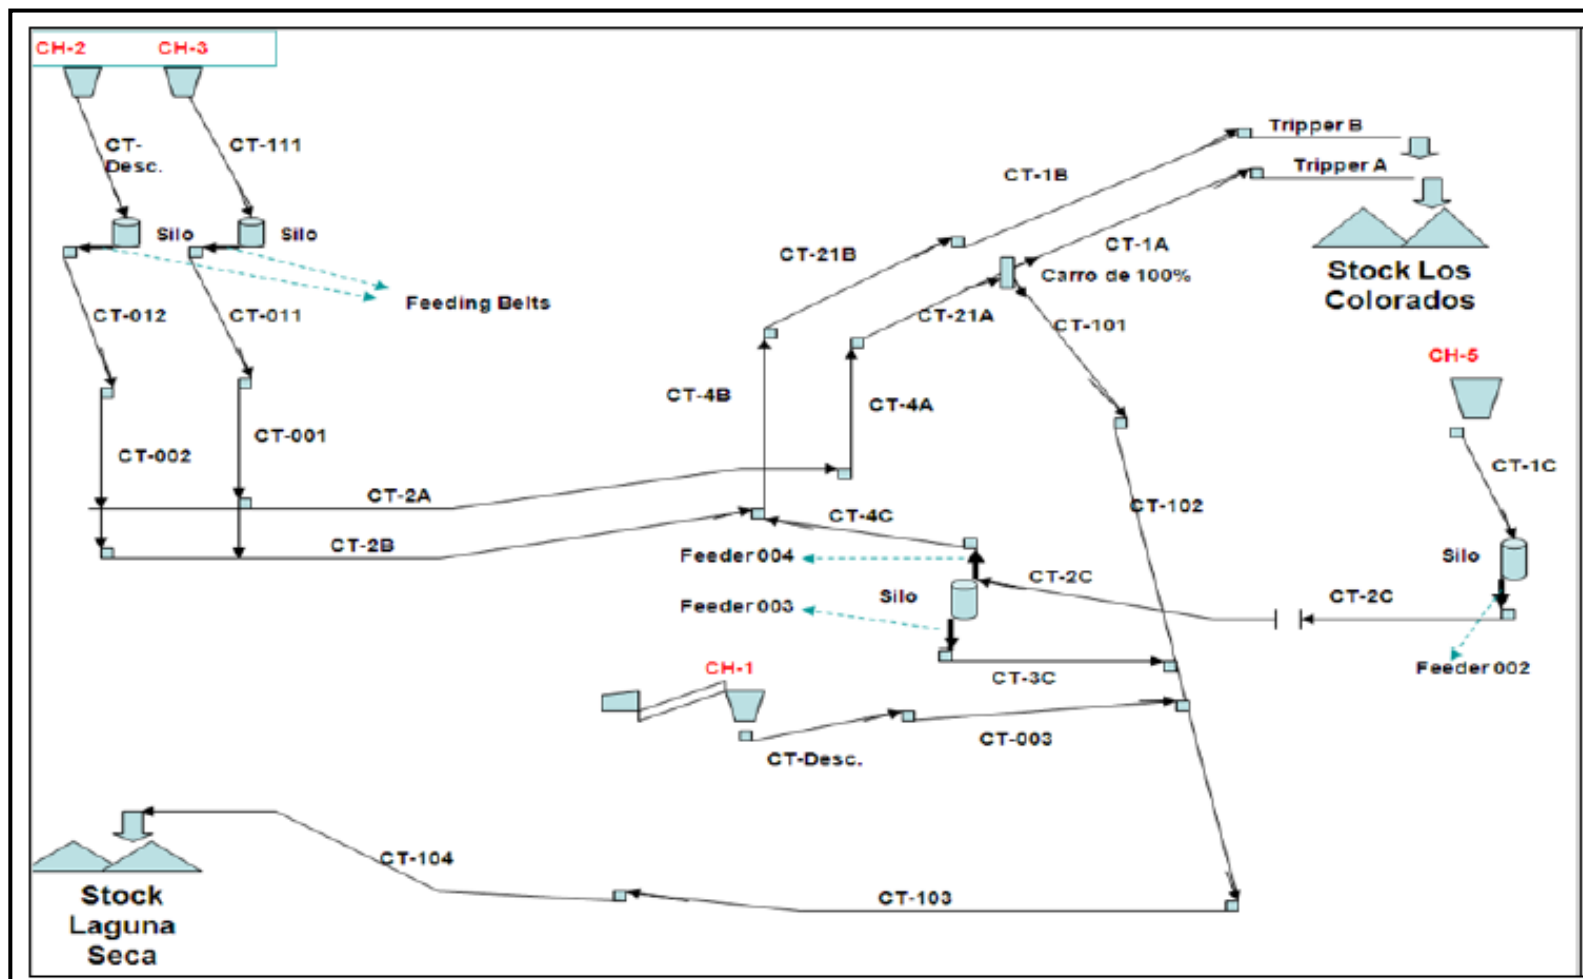 CH-2
CH-3
CT-
Desc.
CT-111
Silo
Silo
Feeding Belts
CT-012
CT-011
CT-002
CT-001
CT-2A
CT-2B
CT-4B
CT-4A
CT-21B
CT-21A
CT-1B
CT-1A
Tripper B
Tripper A
Carro de 100%
CT-101
Stock Los
Colorados
CH-5
CT-1C
CT-102
CT-4C
Feeder 004
CT-2C
Silo
CT-2C
Silo
Feeder 003
Feeder 002
CH-1
CT-3C
CT-Desc.
CT-003
CT-104
CT-103
Stock
Laguna
Seca